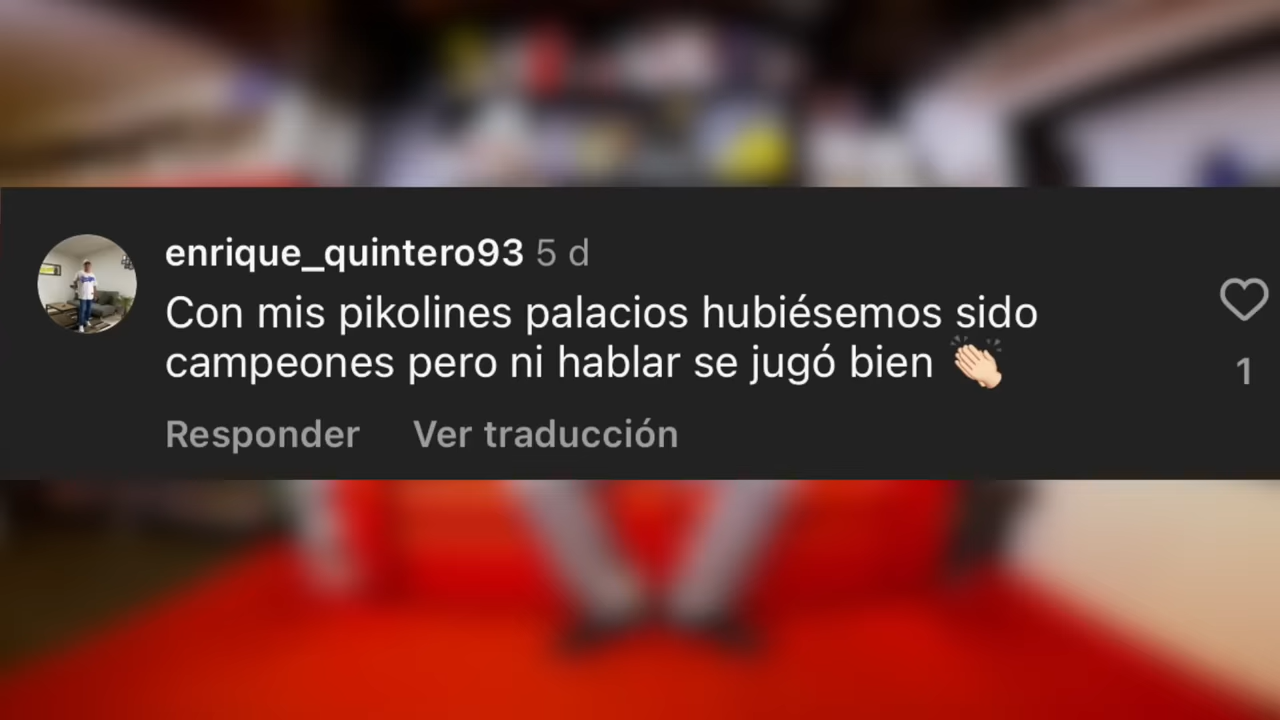 enrique_quintero93 5 d
Con mis pikolines palacios hubiésemos sido
campeones pero ni hablar se jugó bien 👏🏻
1
Responder Ver traducción